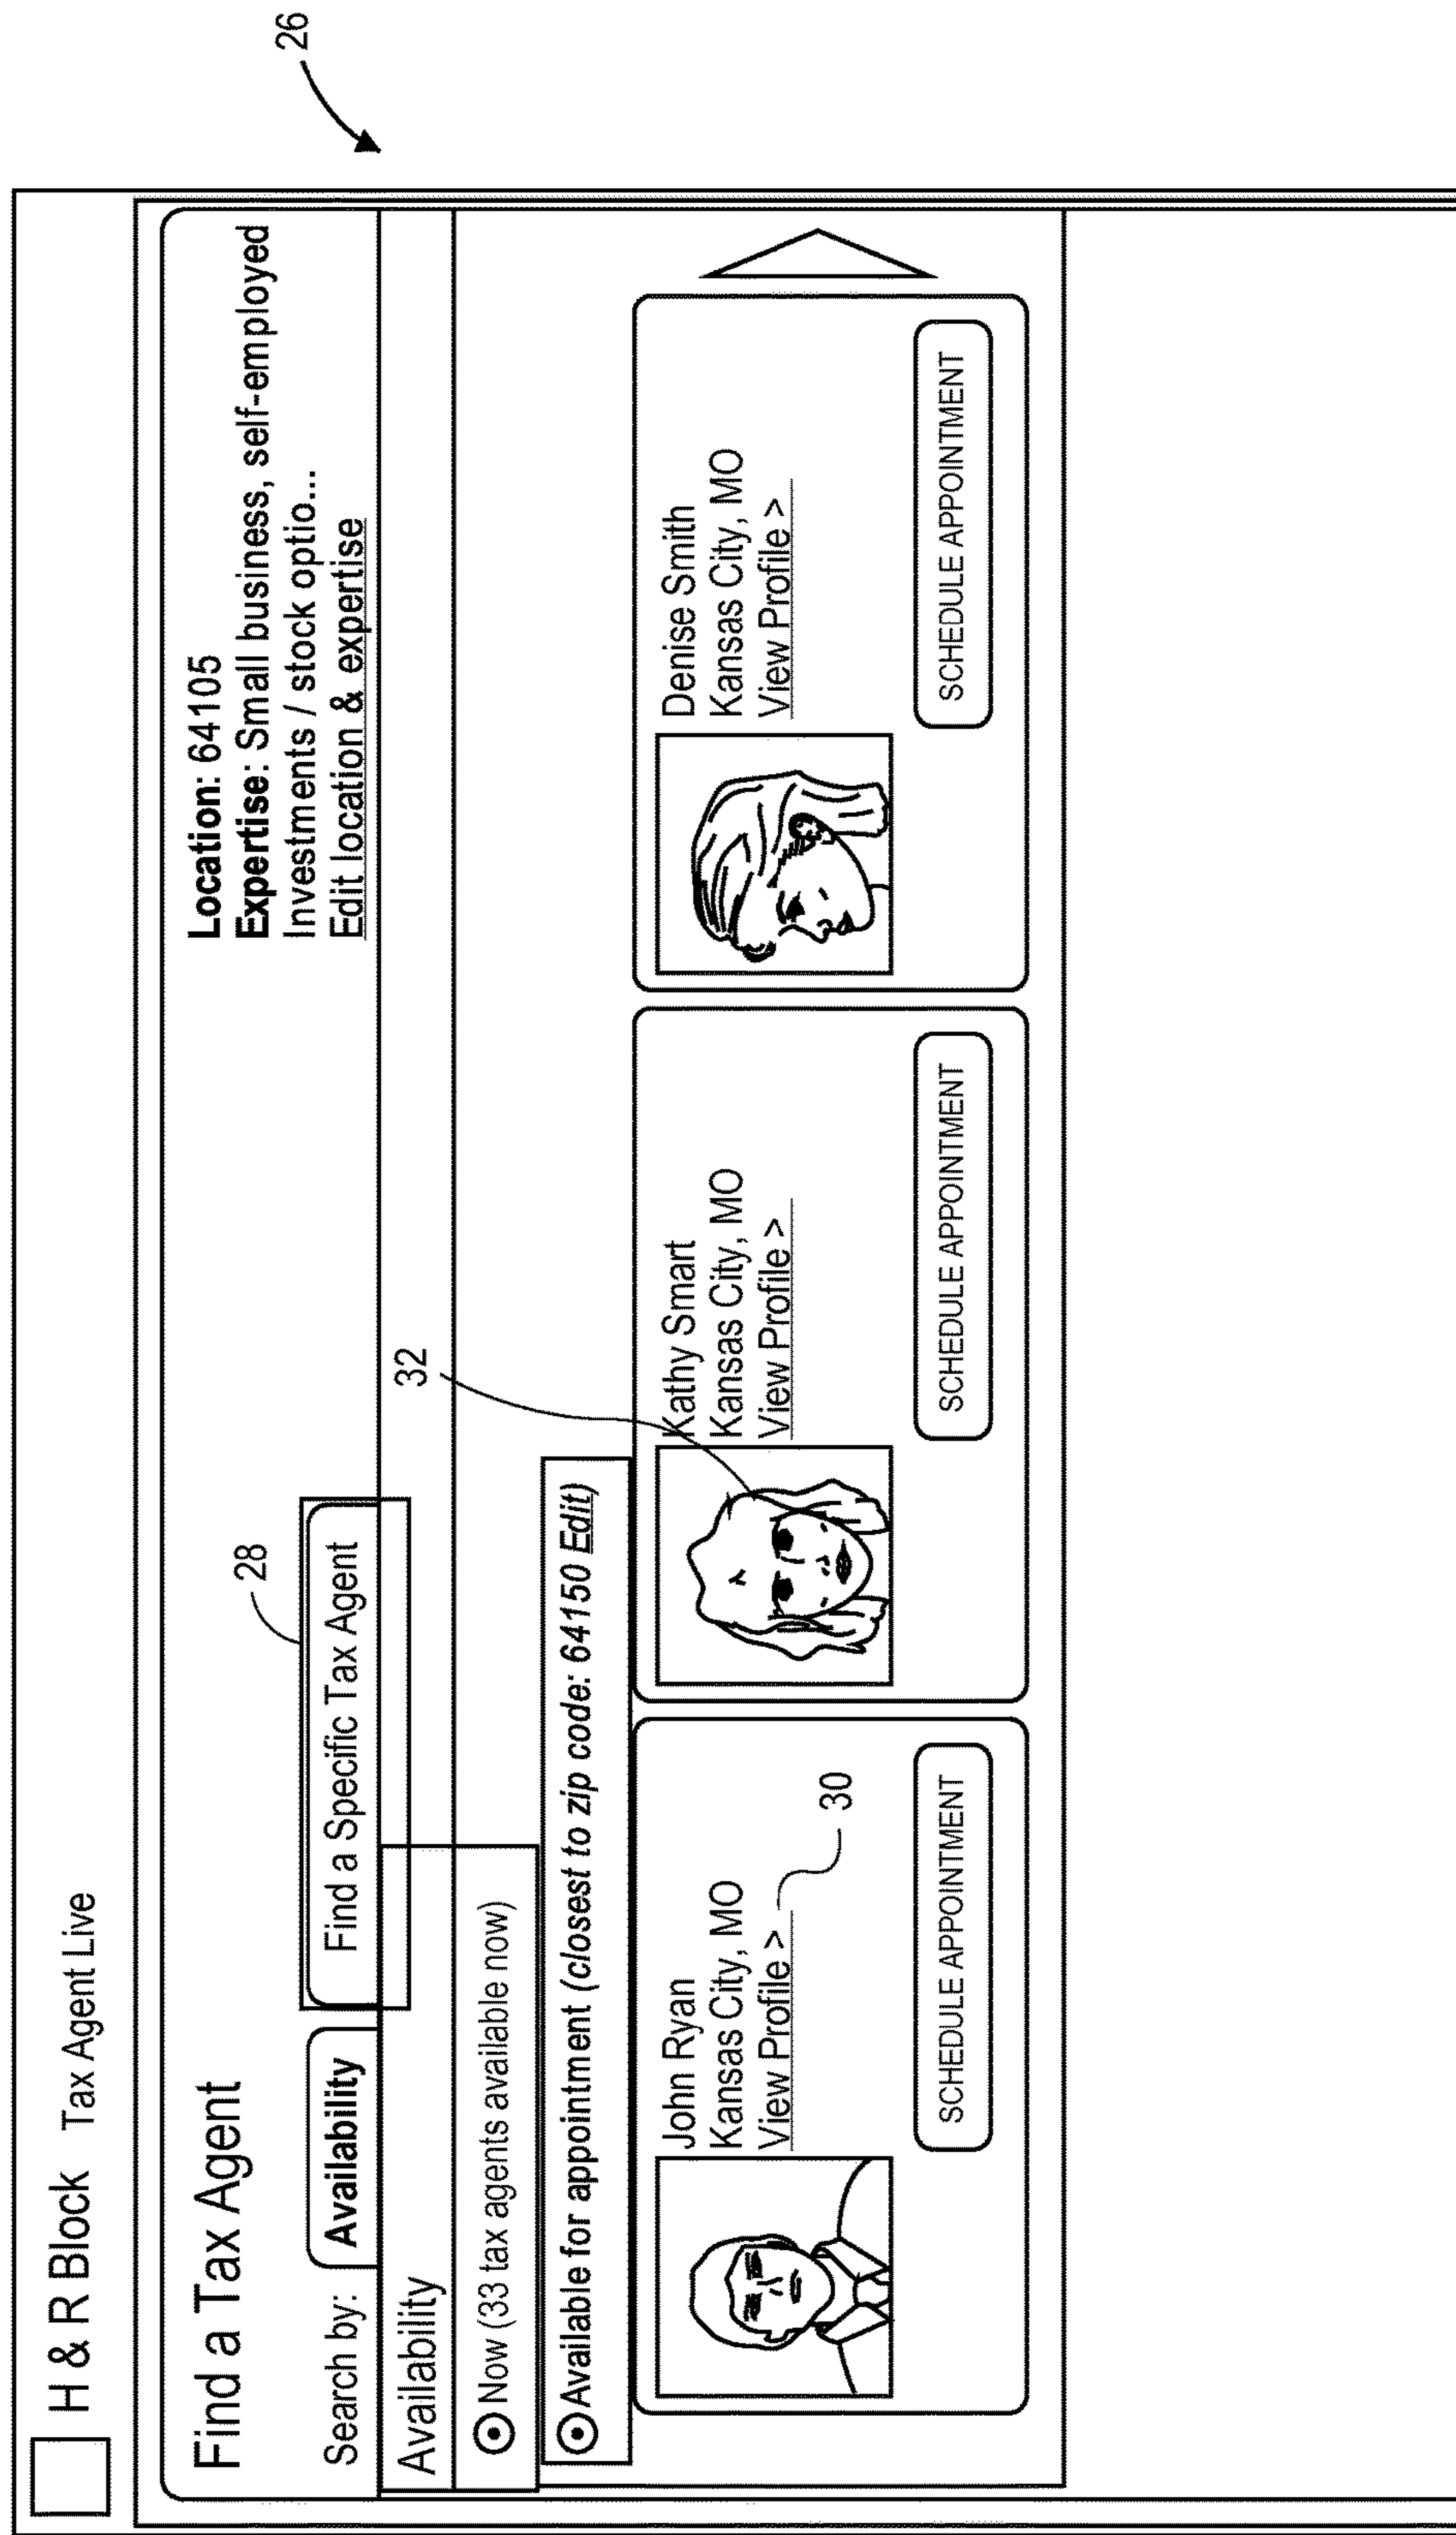 H & R Block Tax Agent Live
26
Find a Tax Agent
Location: 64105
Expertise: Small business, self-employed
Investments / stock optio...
Edit location & expertise
28
Search by: Availability Find a Specific Tax Agent
Availability
32
Now (33 tax agents available now)
Available for appointment (closest to zip code: 64150 Edit)
John Ryan
Kansas City, MO
View Profile >
30
SCHEDULE APPOINTMENT
Kathy Smart
Kansas City, MO
View Profile >
SCHEDULE APPOINTMENT
Denise Smith
Kansas City, MO
View Profile >
SCHEDULE APPOINTMENT